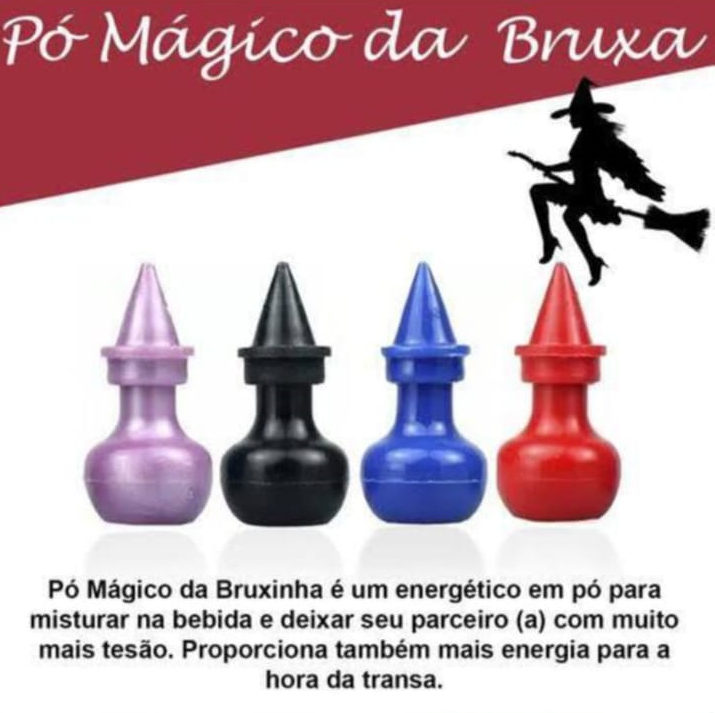 Pó Mágico da Bruxa
Pó Mágico da Bruxinha é um energético em pó para
misturar na bebida e deixar seu parceiro (a) com muito
mais tesão. Proporciona também mais energia para a
hora da transa.